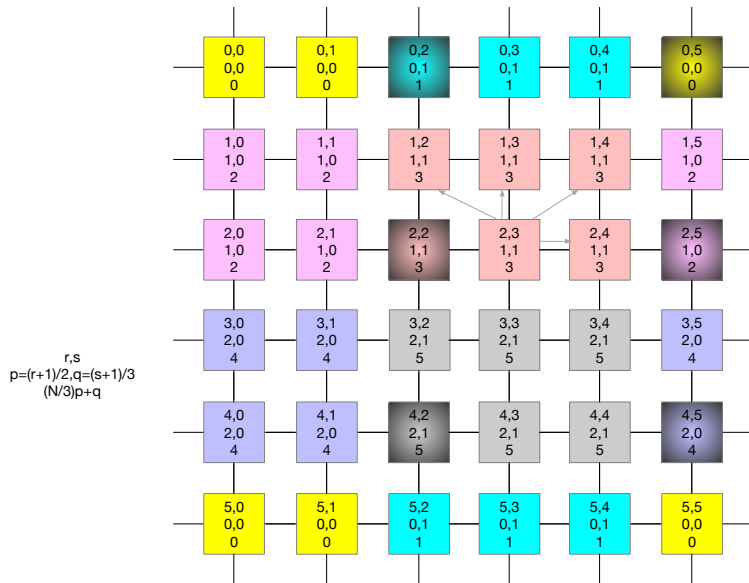 0,0 0,1 0,2 0,3 0,4 0,5
0,0 0,0 0,1 0,1 0,1 0,0
0 0 1 1 1 0
1,0 1,1 1,2 1,3 1,4 1,5
1,0 1,0 1,1 1,1 1,1 1,0
2 2 3 3 3 2
2,0 2,1 2,2 2,3 2,4 2,5
1,0 1,0 1,1 1,1 1,1 1,0
2 2 3 3 3 2
3,0 3,1 3,2 3,3 3,4 3,5
2,0 2,0 2,1 2,1 2,1 2,0
4 4 5 5 5 4
r,s
p=(r+1)/2,q=(s+1)/3
(N/3)p+q
4,0 4,1 4,2 4,3 4,4 4,5
2,0 2,0 2,1 2,1 2,1 2,0
4 4 5 5 5 4
5,0 5,1 5,2 5,3 5,4 5,5
0,0 0,0 0,1 0,1 0,1 0,0
0 0 1 1 1 0